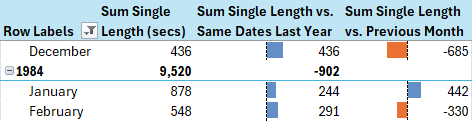 Sum Single Sum Single Length vs. Sum Single Length
Row Labels Length (secs) Same Dates Last Year vs. Previous Month
December 436 436 -685
1984 9,520 -902
January 878 244 442
February 548 291 -330